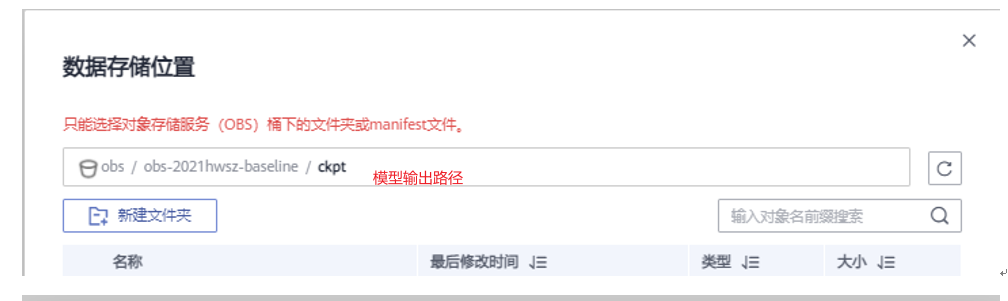 数据存储位置
只能选择对象存储服务（OBS）桶下的文件夹或manifest文件。
obs / obs-2021hwsz-baseline / ckpt
模型输出路径
新建文件夹
输入对象名前缀搜索
名称 最后修改时间 类型 大小